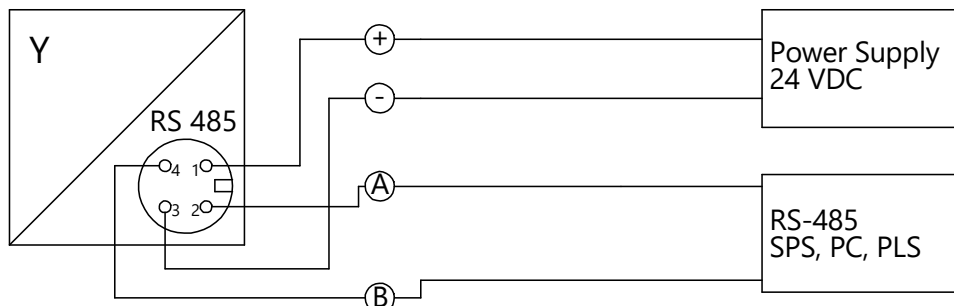 Y
+
Power Supply
24 VDC
-
RS 485
4 1
3 2
A
RS-485
SPS, PC, PLS
B